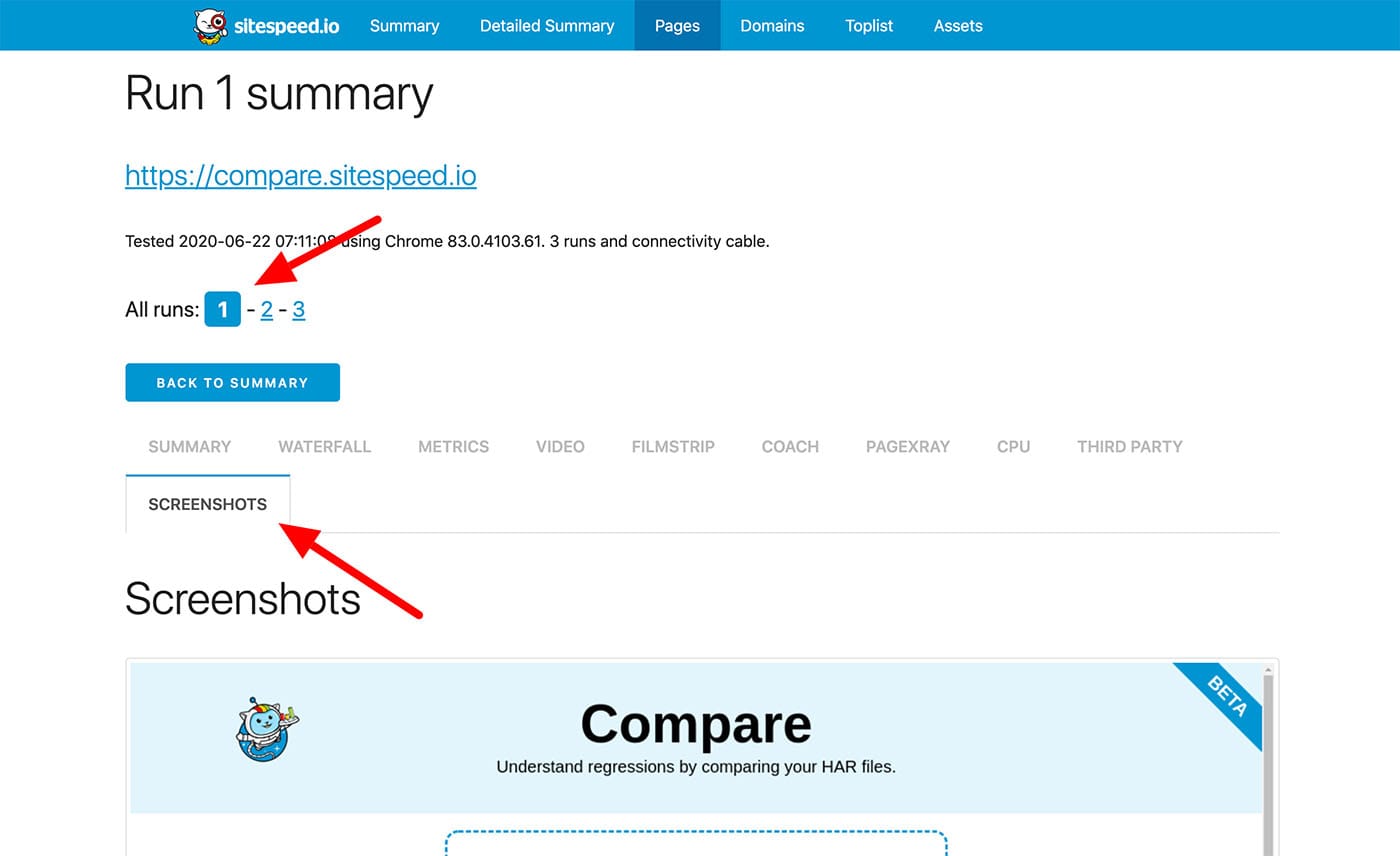 sitespeed.io Summary Detailed Summary Pages Domains Toplist Assets
Run 1 summary
https://compare.sitespeed.io
Tested 2020-06-22 07:11:08 using Chrome 83.0.4103.61. 3 runs and connectivity cable.
All runs: 1 - 2 - 3
BACK TO SUMMARY
SUMMARY WATERFALL METRICS VIDEO FILMSTRIP COACH PAGEXRAY CPU THIRD PARTY
SCREENSHOTS
Screenshots
BETA
Compare
Understand regressions by comparing your HAR files.